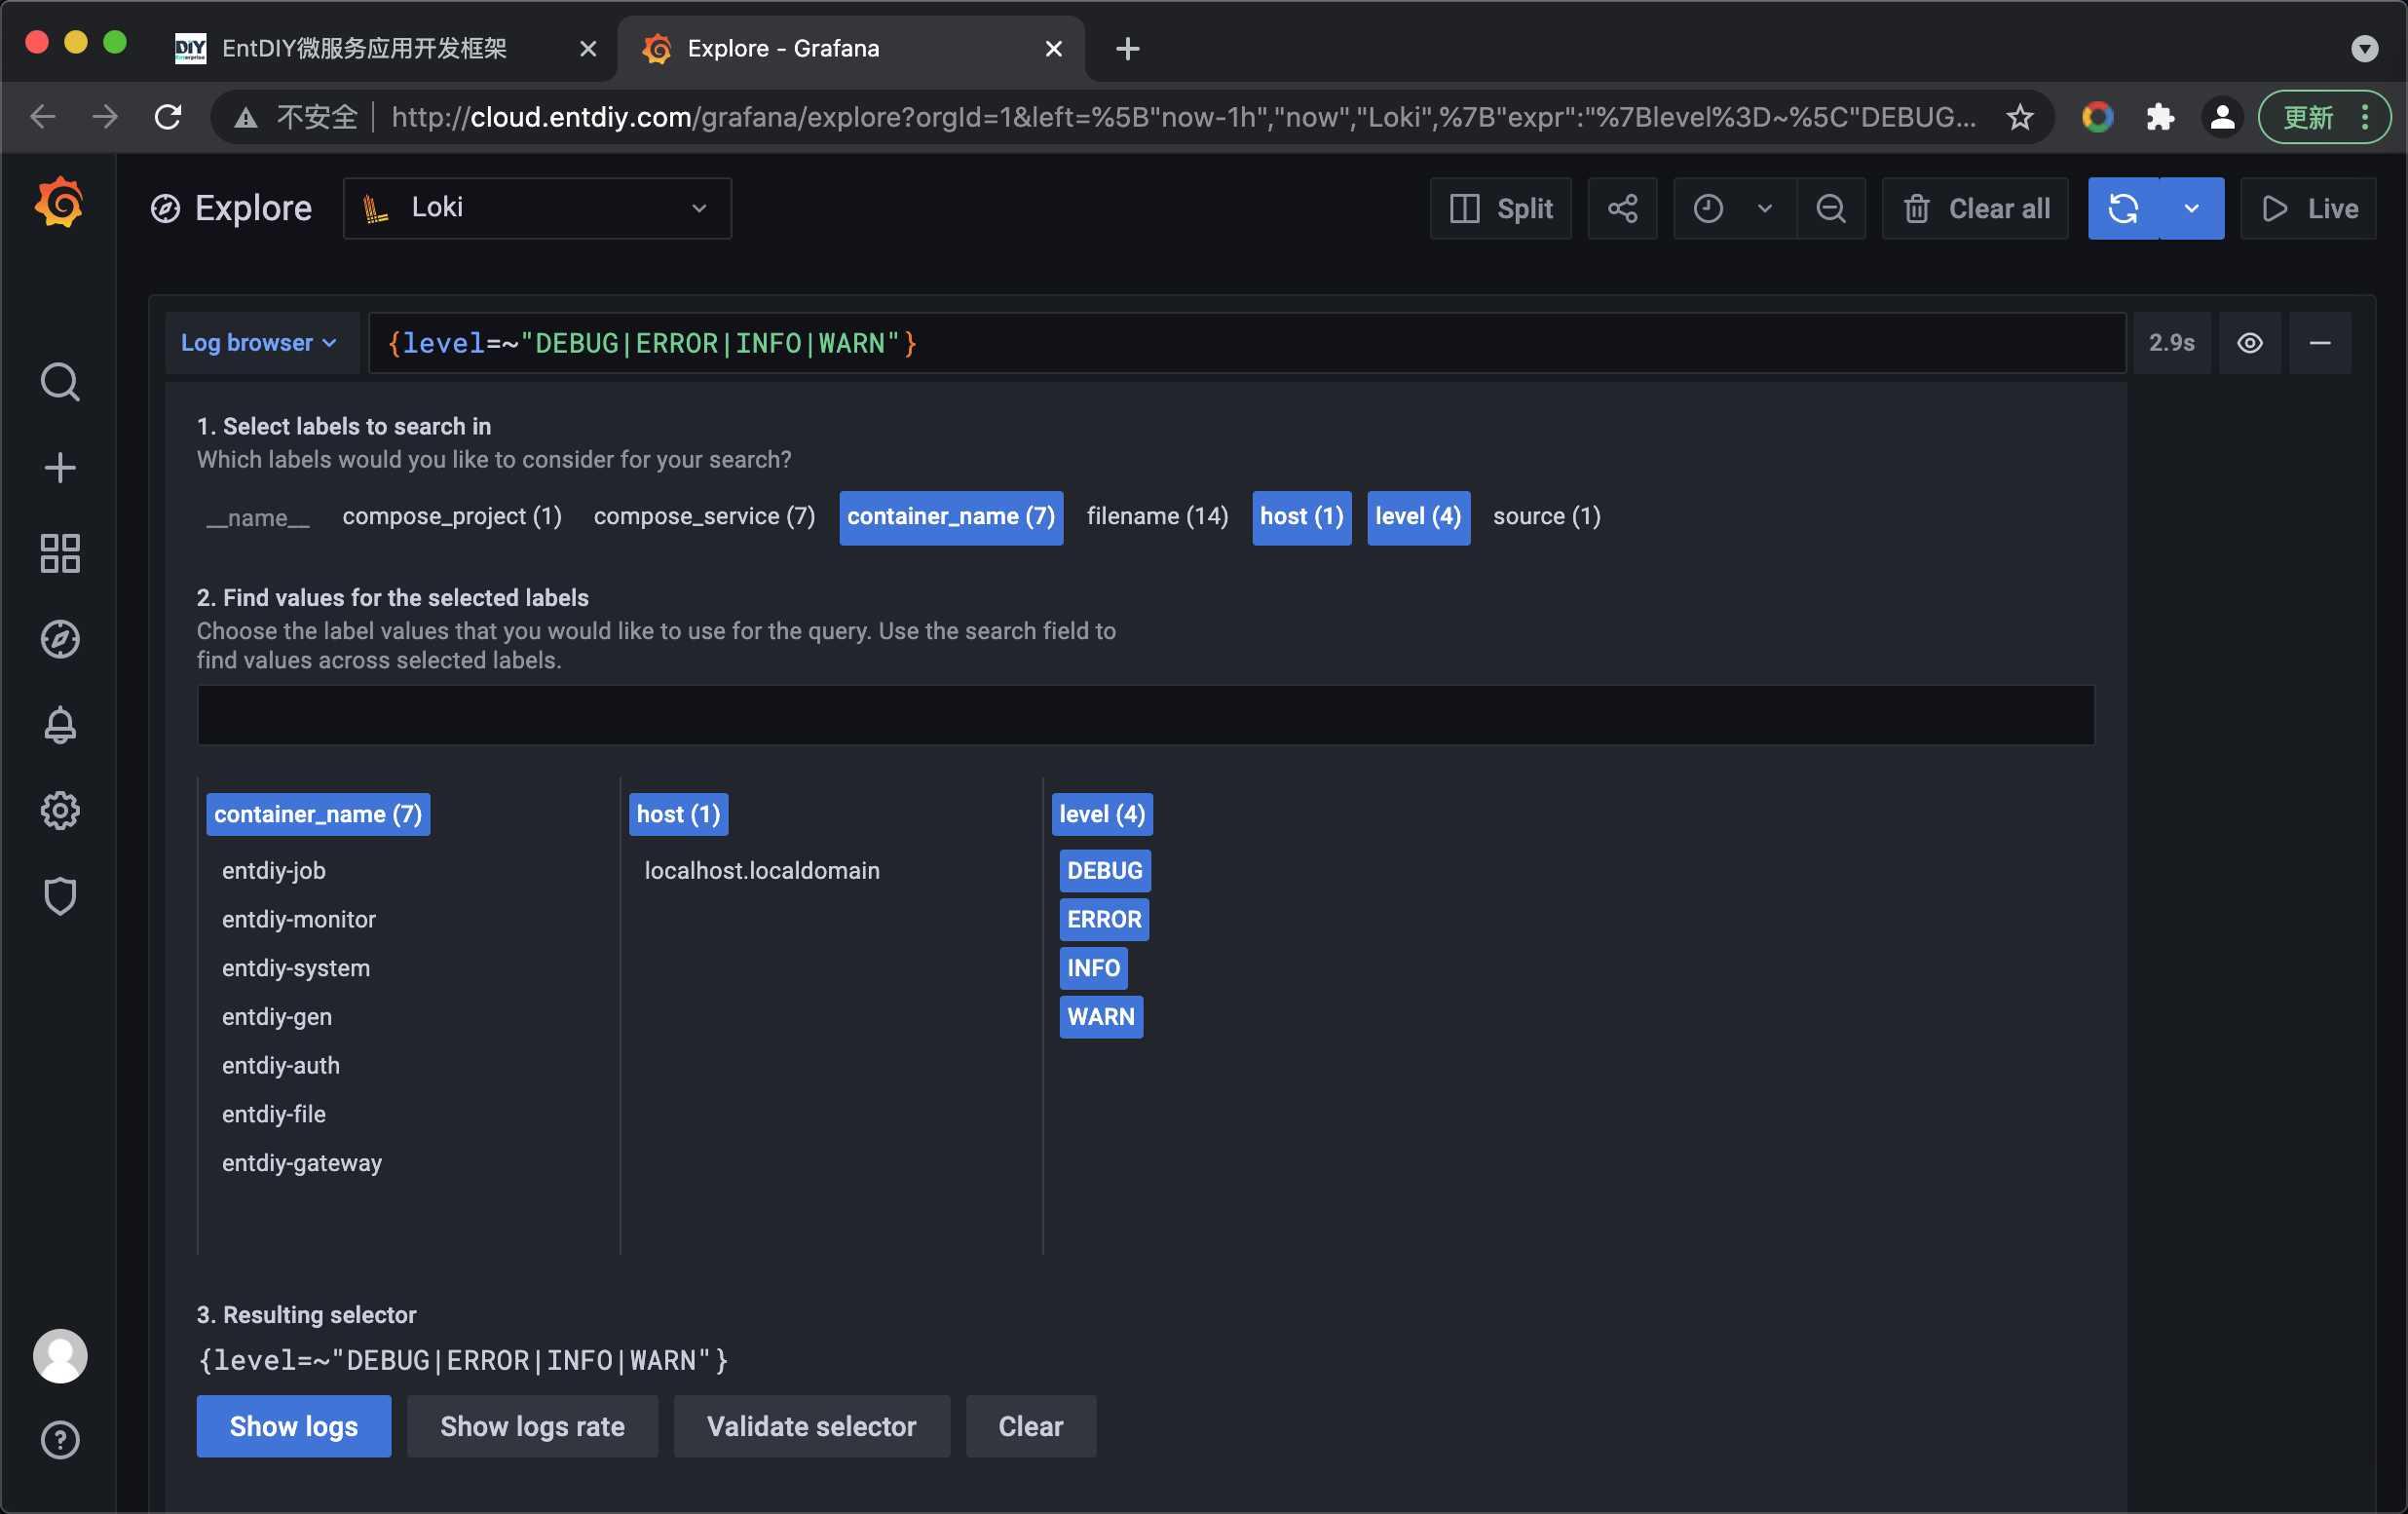 EntDIY微服务应用开发框架
Explore - Grafana
不安全
http://cloud.entdiy.com/grafana/explore?orgId=1&left=%5B"now-1h","now","Loki",%7B"expr":"%7Blevel%3D~%5C"DEBUG...
更新
Explore
Loki
Split
Clear all
Live
Log browser
{level=~"DEBUG|ERROR|INFO|WARN"}
2.9s
1. Select labels to search in
Which labels would you like to consider for your search?
__name__ compose_project (1) compose_service (7) container_name (7) filename (14) host (1) level (4) source (1)
2. Find values for the selected labels
Choose the label values that you would like to use for the query. Use the search field to
find values across selected labels.
container_name (7)
entdiy-job
entdiy-monitor
entdiy-system
entdiy-gen
entdiy-auth
entdiy-file
entdiy-gateway
host (1)
localhost.localdomain
level (4)
DEBUG
ERROR
INFO
WARN
3. Resulting selector
{level=~"DEBUG|ERROR|INFO|WARN"}
Show logs
Show logs rate
Validate selector
Clear